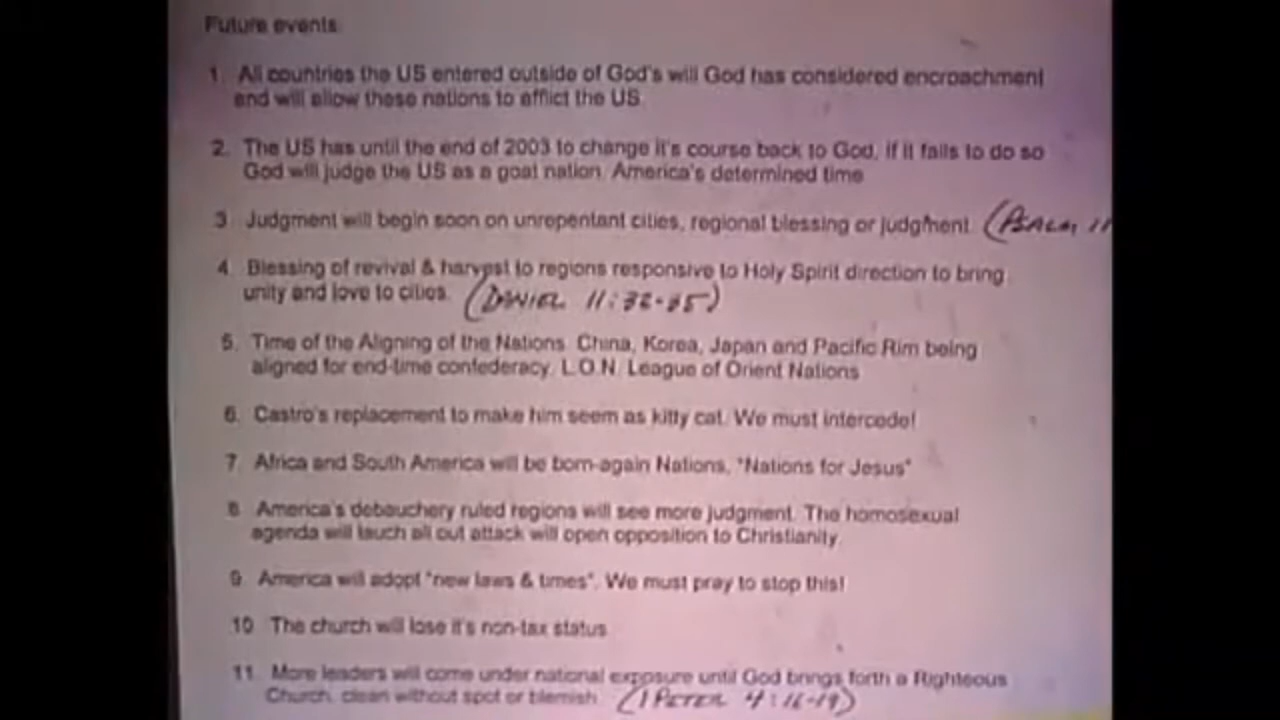 Future events
1. All countries the US entered outside of God's will God has considered encroachment
and will allow these nations to afflict the US
2. The US has until the end of 2003 to change it's course back to God, if it fails to do so
God will judge the US as a goat nation. America's determined time
3 Judgment will begin soon on unrepentant cities, regional blessing or judgment. (PSALM 11
4. Blessing of revival & harvest to regions responsive to Holy Spirit direction to bring
unity and love to cities. (DANIEL 11:32-35)
5. Time of the Aligning of the Nations. China, Korea, Japan and Pacific Rim being
aligned for end-time confederacy. L.O.N. League of Orient Nations
6. Castro's replacement to make him seem as kitty cat. We must intercede!
7 Africa and South America will be born-again Nations, "Nations for Jesus"
8 America's debauchery ruled regions will see more judgment. The homosexual
agenda will lauch all out attack will open opposition to Christianity.
9 America will adopt "new laws & times". We must pray to stop this!
10 The church will lose it's non-tax status
11. More leaders will come under national exposure until God brings forth a Righteous
Church, clean without spot or blemish. (1 PETER 4:16-19)